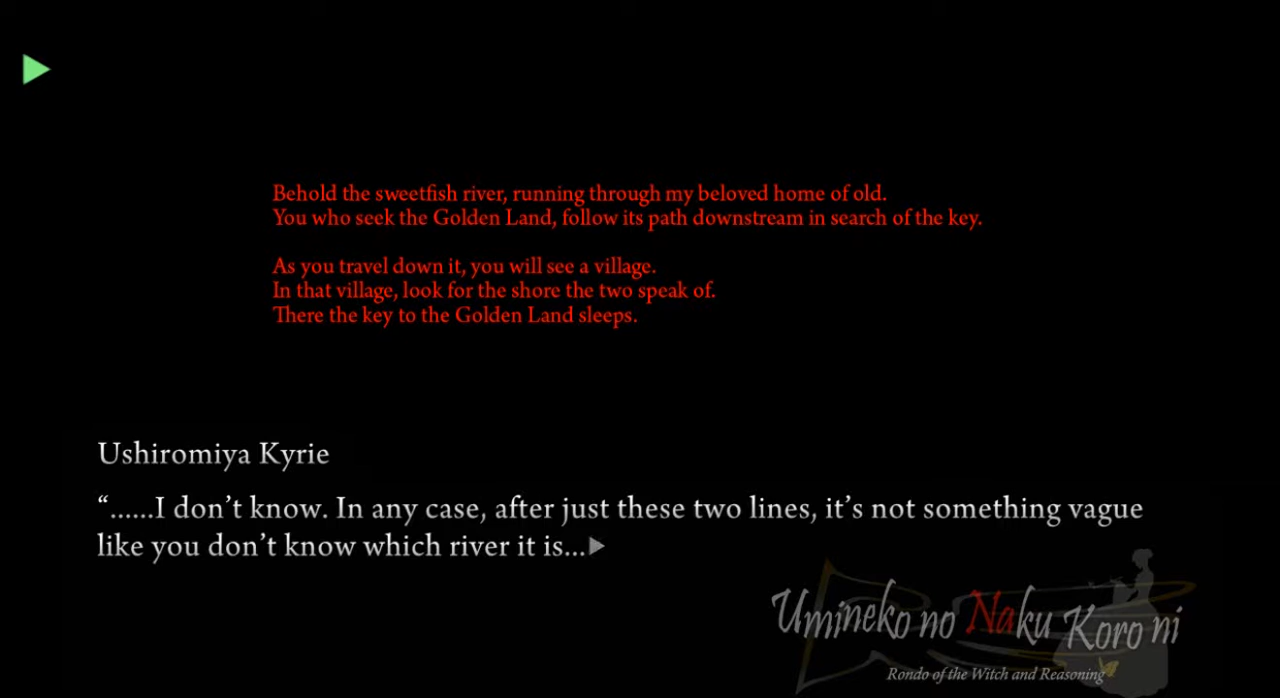 Behold the sweetfish river, running through my beloved home of old.
You who seek the Golden Land, follow its path downstream in search of the key.
As you travel down it, you will see a village.
In that village, look for the shore the two speak of.
There the key to the Golden Land sleeps.
Ushiromiya Kyrie
“......I don’t know. In any case, after just these two lines, it’s not something vague
like you don’t know which river it is...
Umineko no Naku Koro ni
Rondo of the Witch and Reasoning